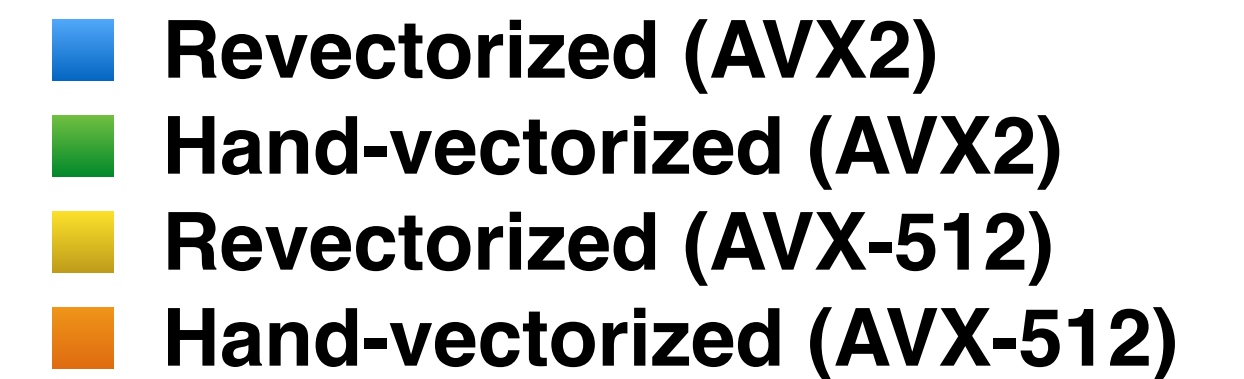 Revectorized (AVX2)
Hand-vectorized (AVX2)
Revectorized (AVX-512)
Hand-vectorized (AVX-512)